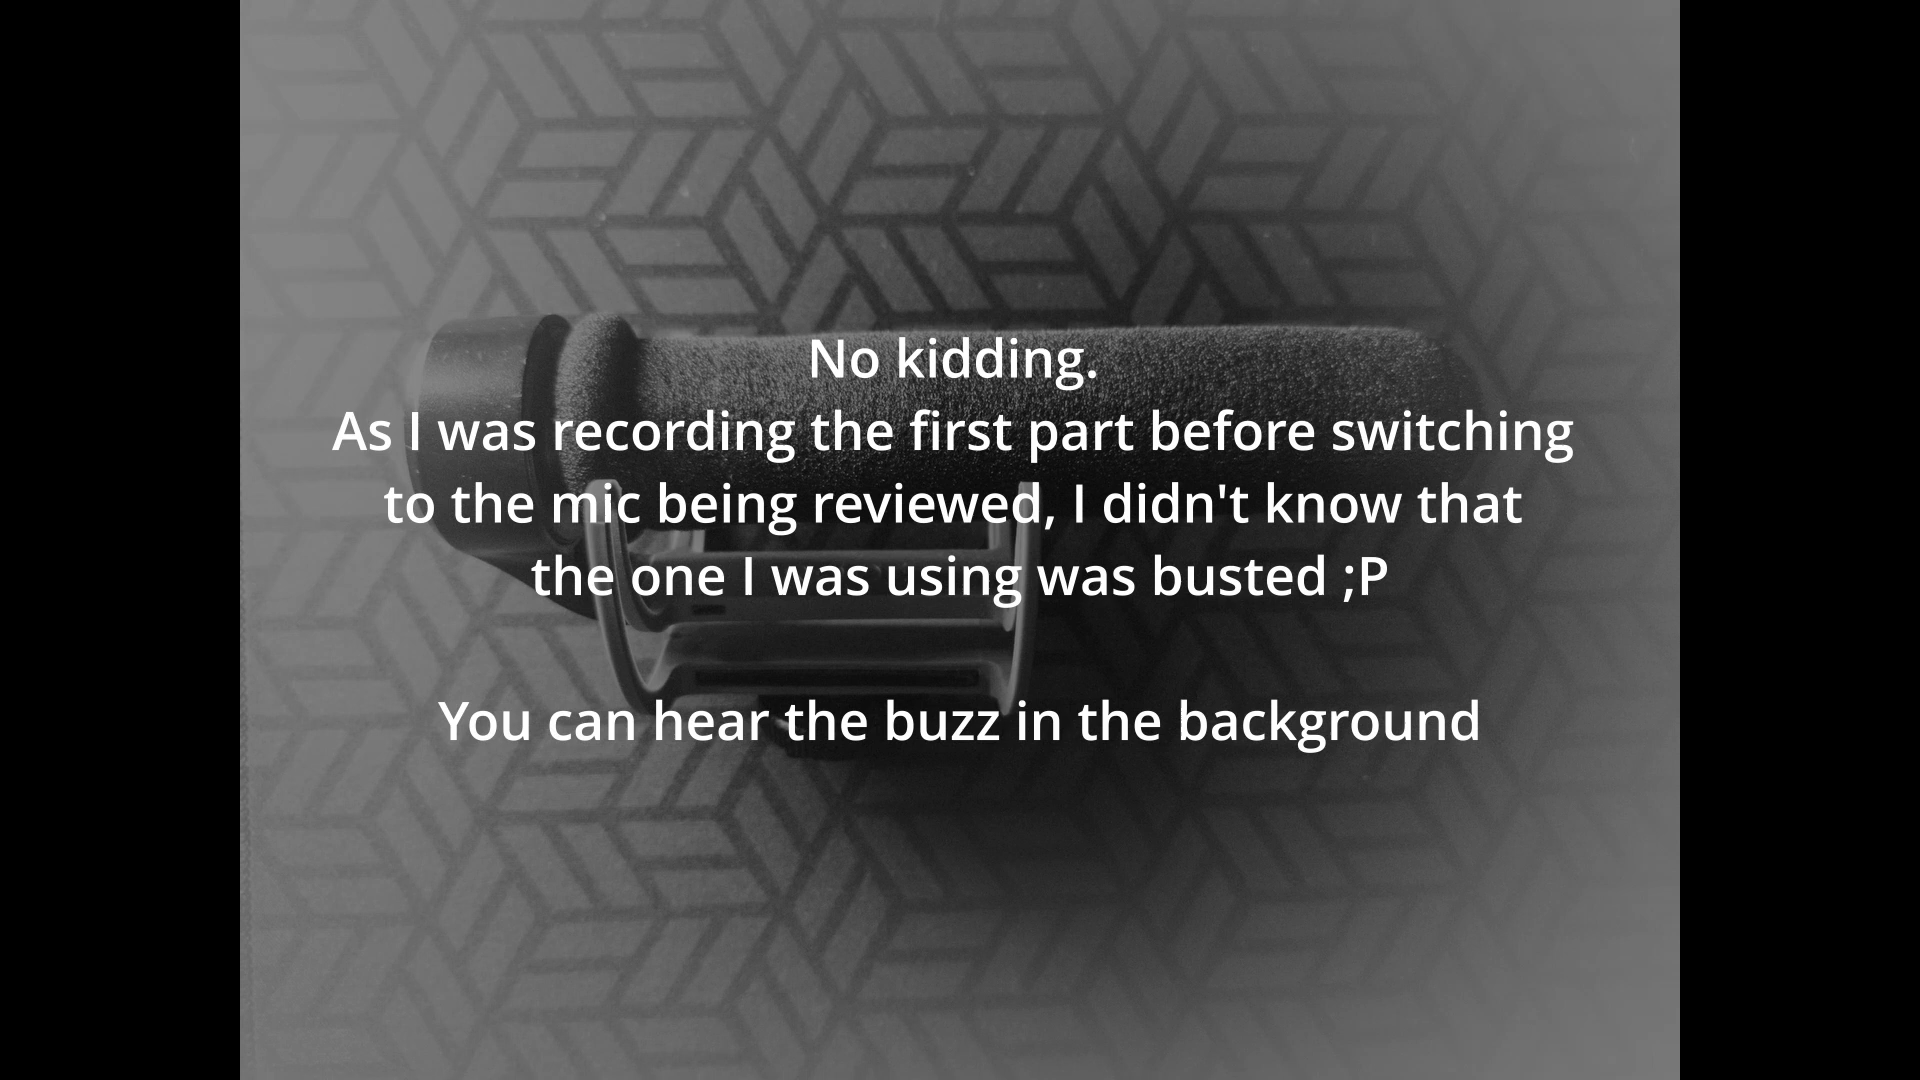 No kidding.
As I was recording the first part before switching
to the mic being reviewed, I didn't know that
the one I was using was busted ;P
You can hear the buzz in the background